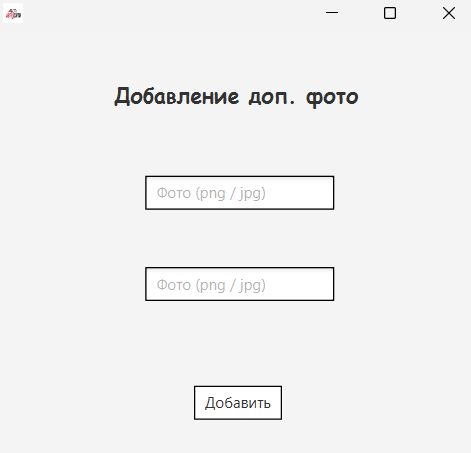 Добавление доп. фото
Фото (png / jpg)
Фото (png / jpg)
Добавить